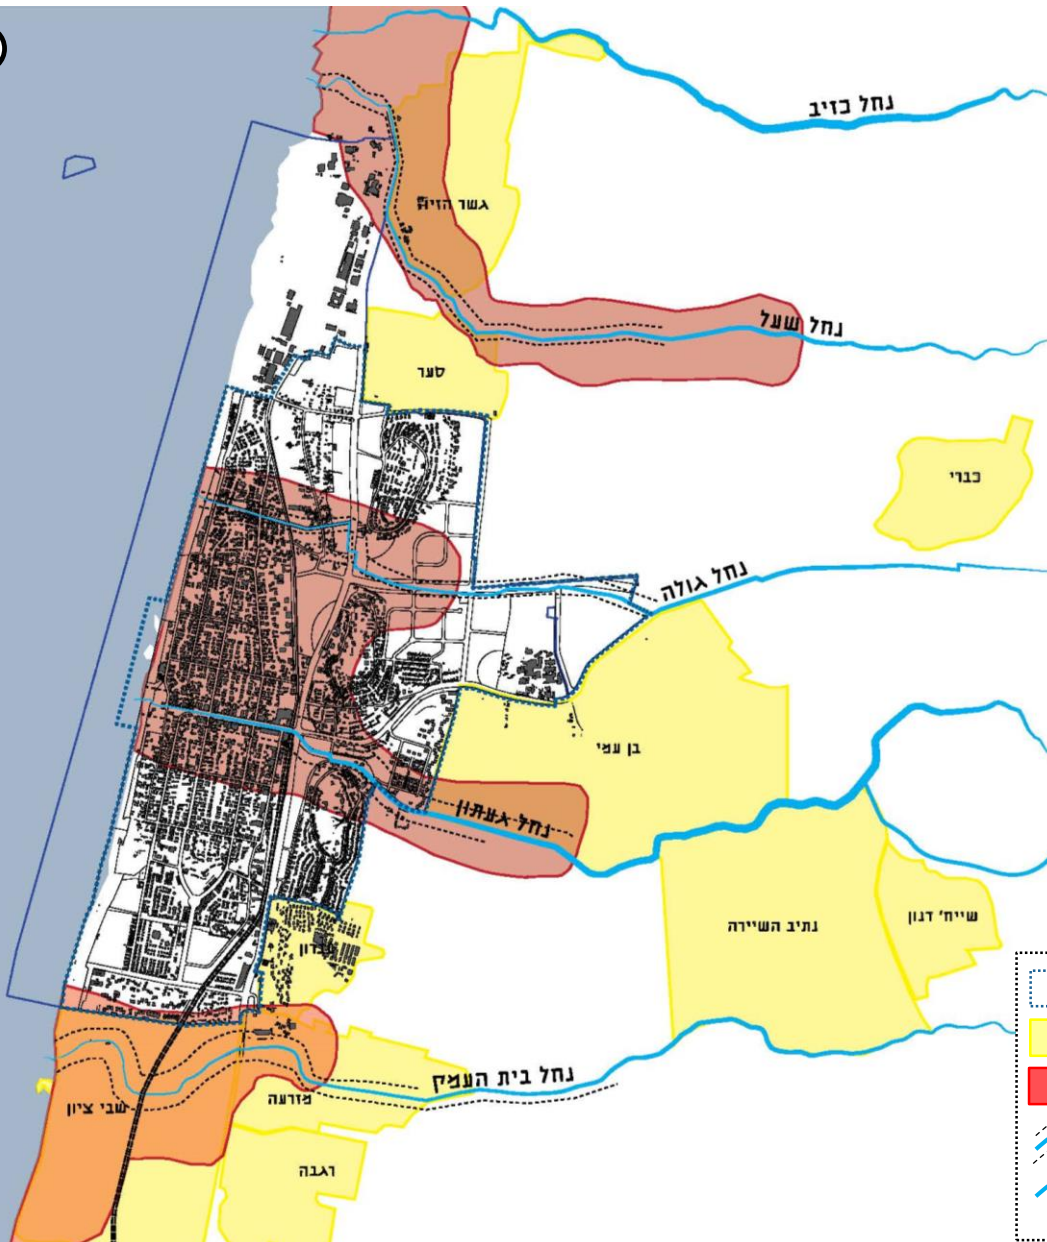 נחל כזיב
גשר הזיו
נחל שעל
סער
כברי
נחל גולה
בן עמי
נחל געתון
נתיב השיירה
שייח' דנון
נחל בית העמק
מזרעה
שבי ציון
רגבה